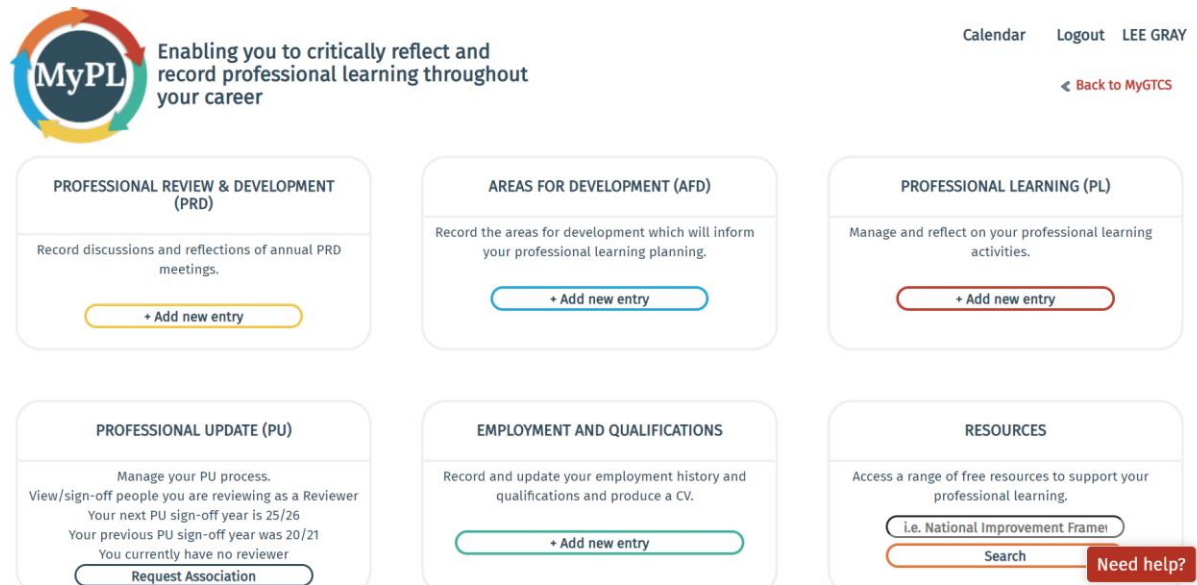 MyPL
Enabling you to critically reflect and
record professional learning throughout
your career
Calendar Logout LEE GRAY
Back to MyGTCS
PROFESSIONAL REVIEW & DEVELOPMENT
(PRD)
Record discussions and reflections of annual PRD
meetings.
+ Add new entry
AREAS FOR DEVELOPMENT (AFD)
Record the areas for development which will inform
your professional learning planning.
+ Add new entry
PROFESSIONAL LEARNING (PL)
Manage and reflect on your professional learning
activities.
+ Add new entry
PROFESSIONAL UPDATE (PU)
Manage your PU process.
View/sign-off people you are reviewing as a Reviewer
Your next PU sign-off year is 25/26
Your previous PU sign-off year was 20/21
You currently have no reviewer
Request Association
EMPLOYMENT AND QUALIFICATIONS
Record and update your employment history and
qualifications and produce a CV.
+ Add new entry
RESOURCES
Access a range of free resources to support your
professional learning.
i.e. National Improvement
Search
Need help?